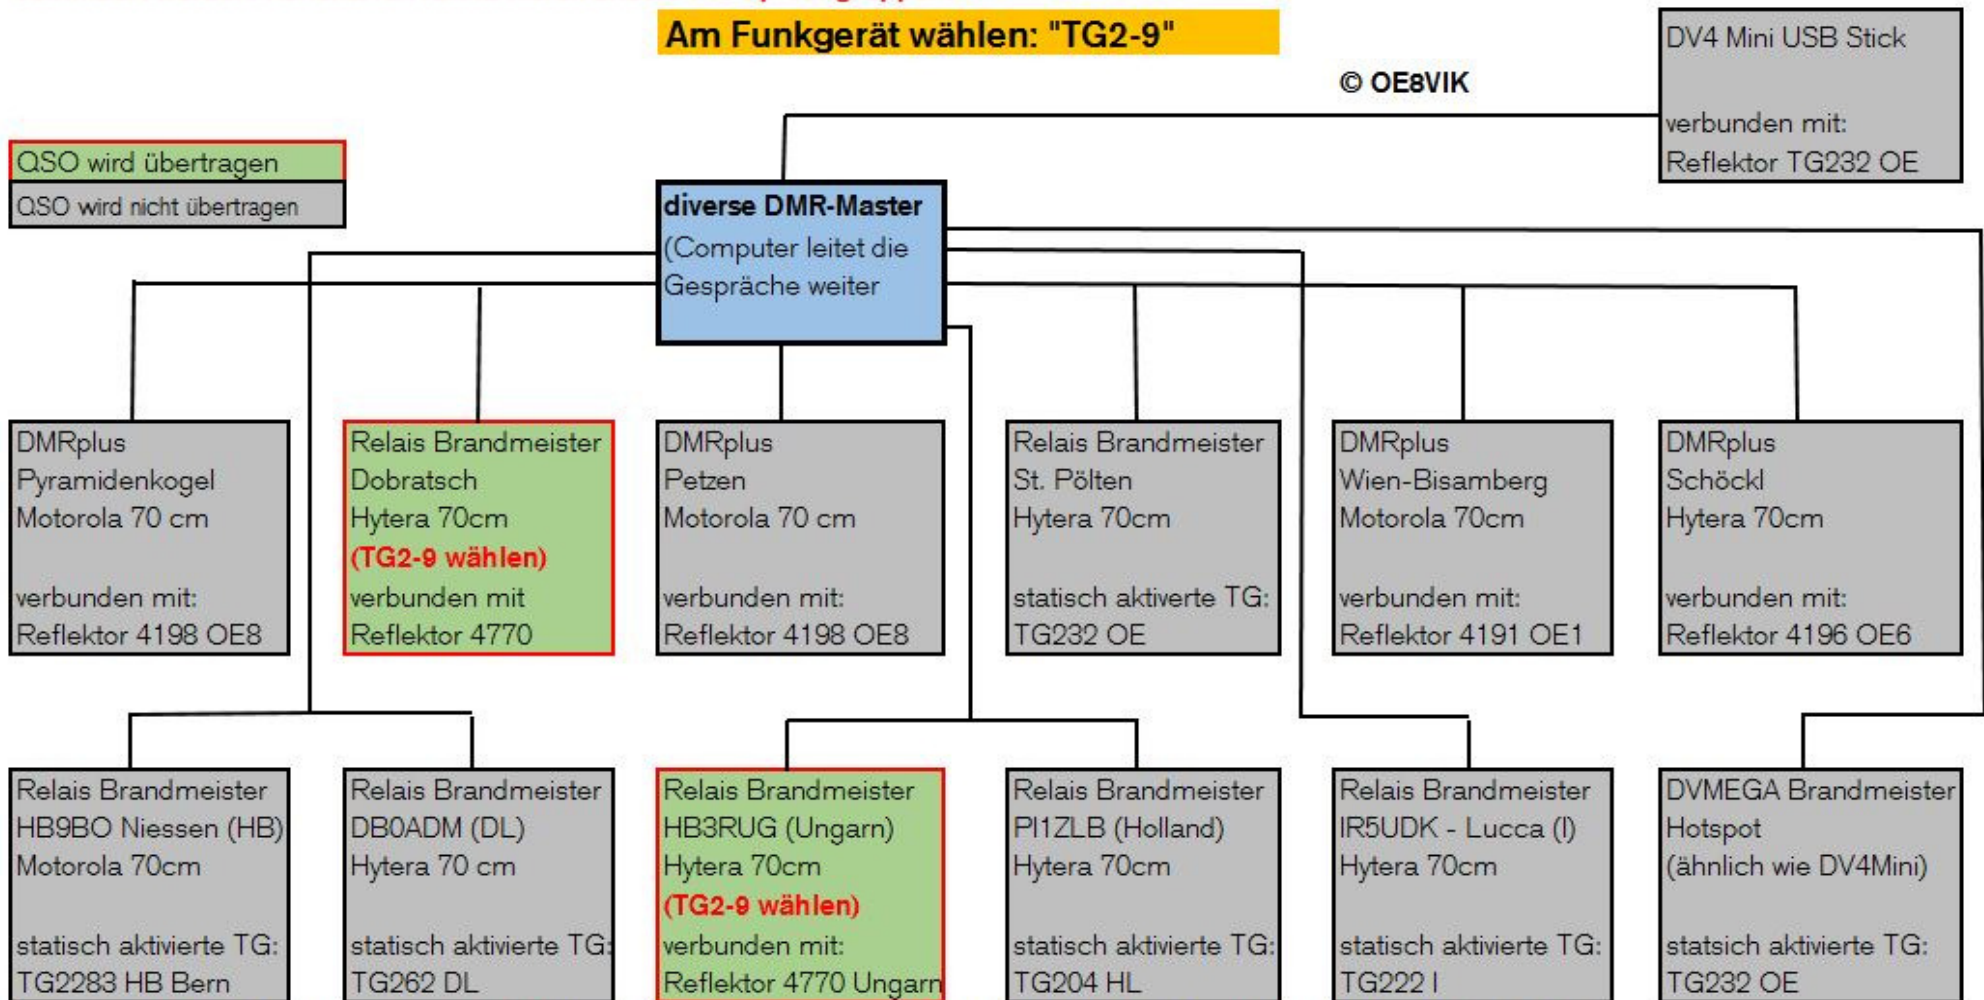 Am Funkgerät wählen: "TG2-9"
© OE8VIK
DV4 Mini USB Stick
verbunden mit:
Reflektor TG232 OE
QSO wird übertragen
QSO wird nicht übertragen
diverse DMR-Master
(Computer leitet die
Gespräche weiter
DMRplus
Pyramidenkogel
Motorola 70 cm
verbunden mit:
Reflektor 4198 OE8
Relais Brandmeister
Dobratsch
Hytera 70cm
(TG2-9 wählen)
verbunden mit
Reflektor 4770
DMRplus
Petzen
Motorola 70 cm
verbunden mit:
Reflektor 4198 OE8
Relais Brandmeister
St. Pölten
Hytera 70cm
statisch aktiverte TG:
TG232 OE
DMRplus
Wien-Bisamberg
Motorola 70cm
verbunden mit:
Reflektor 4191 OE1
DMRplus
Schöckl
Hytera 70cm
verbunden mit:
Reflektor 4196 OE6
Relais Brandmeister
HB9BO Niessen (HB)
Motorola 70cm
statisch aktivierte TG:
TG2283 HB Bern
Relais Brandmeister
DB0ADM (DL)
Hytera 70 cm
statisch aktivierte TG:
TG262 DL
Relais Brandmeister
HB3RUG (Ungarn)
Hytera 70cm
(TG2-9 wählen)
verbunden mit:
Reflektor 4770 Ungarn
Relais Brandmeister
PI1ZLB (Holland)
Hytera 70cm
statisch aktivierte TG:
TG204 HL
Relais Brandmeister
IR5UDK - Lucca (I)
Hytera 70cm
statisch aktivierte TG:
TG222 I
DVMEGA Brandmeister
Hotspot
(ähnlich wie DV4Mini)
statsich aktivierte TG:
TG232 OE